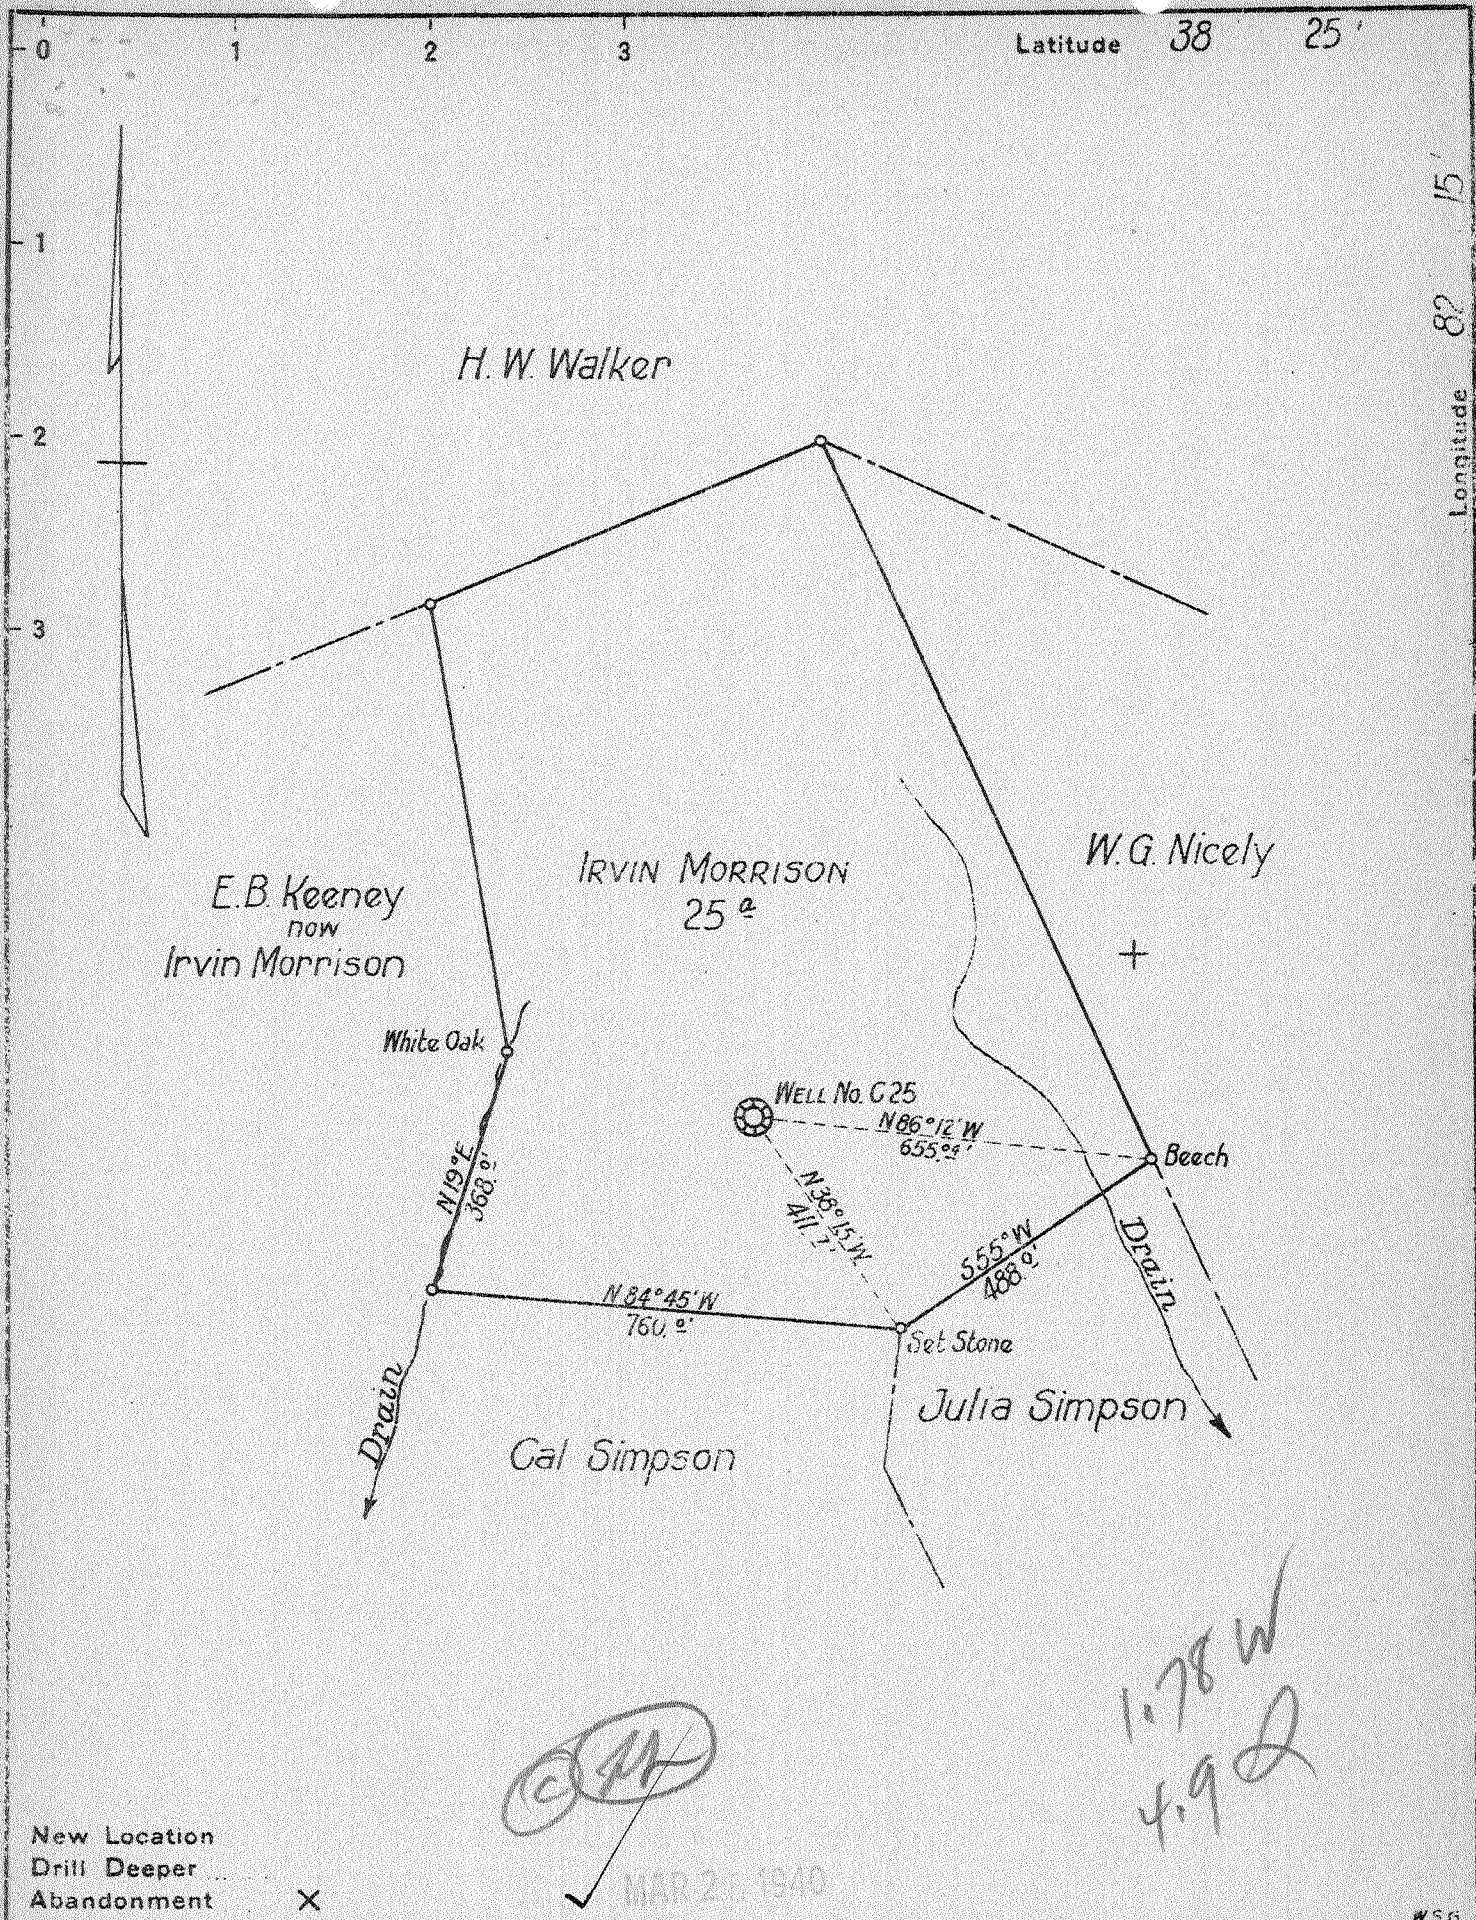 0 1 2 3 Latitude 38 25'
15'
82
Longitude
1
2
3
H. W. Walker
W. G. Nicely
IRVIN MORRISON
25 a
E.B. Keeney
now
Irvin Morrison
White Oak
WELL No. C 25
N 86° 12' W
655.04'
Beech
N 19° E
368.0'
N 38° 15' W
411.7'
S 55° W
488.0'
Drain
N 84° 45' W
760.0'
Set Stone
Drain
Julia Simpson
Cal Simpson
1.78 W
4.9
C
New Location
Drill Deeper
Abandonment X
MAR 2 1940